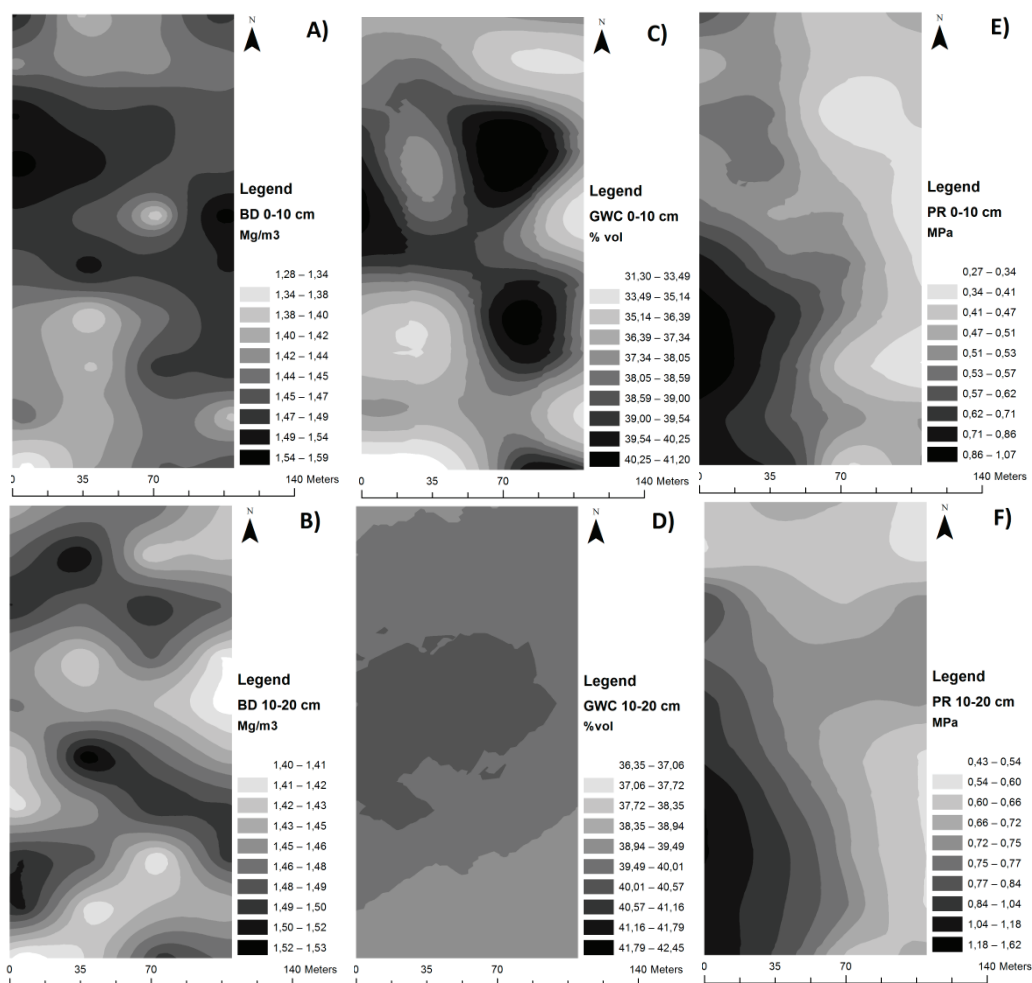 N
A)
Legend
BD 0-10 cm
Mg/m3
1,28 – 1,34
1,34 – 1,38
1,38 – 1,40
1,40 – 1,42
1,42 – 1,44
1,44 – 1,45
1,45 – 1,47
1,47 – 1,49
1,49 – 1,54
1,54 – 1,59
0 35 70 140 Meters
N
C)
Legend
GWC 0-10 cm
% vol
31,30 – 33,49
33,49 – 35,14
35,14 – 36,39
36,39 – 37,34
37,34 – 38,05
38,05 – 38,59
38,59 – 39,00
39,00 – 39,54
39,54 – 40,25
40,25 – 41,20
0 35 70 140 Meters
N
E)
Legend
PR 0-10 cm
MPa
0,27 – 0,34
0,34 – 0,41
0,41 – 0,47
0,47 – 0,51
0,51 – 0,53
0,53 – 0,57
0,57 – 0,62
0,62 – 0,71
0,71 – 0,86
0,86 – 1,07
0 35 70 140 Meters
N
B)
Legend
BD 10-20 cm
Mg/m3
1,40 – 1,41
1,41 – 1,42
1,42 – 1,43
1,43 – 1,45
1,45 – 1,46
1,46 – 1,48
1,48 – 1,49
1,49 – 1,50
1,50 – 1,52
1,52 – 1,53
0 35 70 140 Meters
N
D)
Legend
GWC 10-20 cm
%vol
36,35 – 37,06
37,06 – 37,72
37,72 – 38,35
38,35 – 38,94
38,94 – 39,49
39,49 – 40,01
40,01 – 40,57
40,57 – 41,16
41,16 – 41,79
41,79 – 42,45
0 35 70 140 Meters
N
F)
Legend
PR 10-20 cm
MPa
0,43 – 0,54
0,54 – 0,60
0,60 – 0,66
0,66 – 0,72
0,72 – 0,75
0,75 – 0,77
0,77 – 0,84
0,84 – 1,04
1,04 – 1,18
1,18 – 1,62
0 35 70 140 Meters